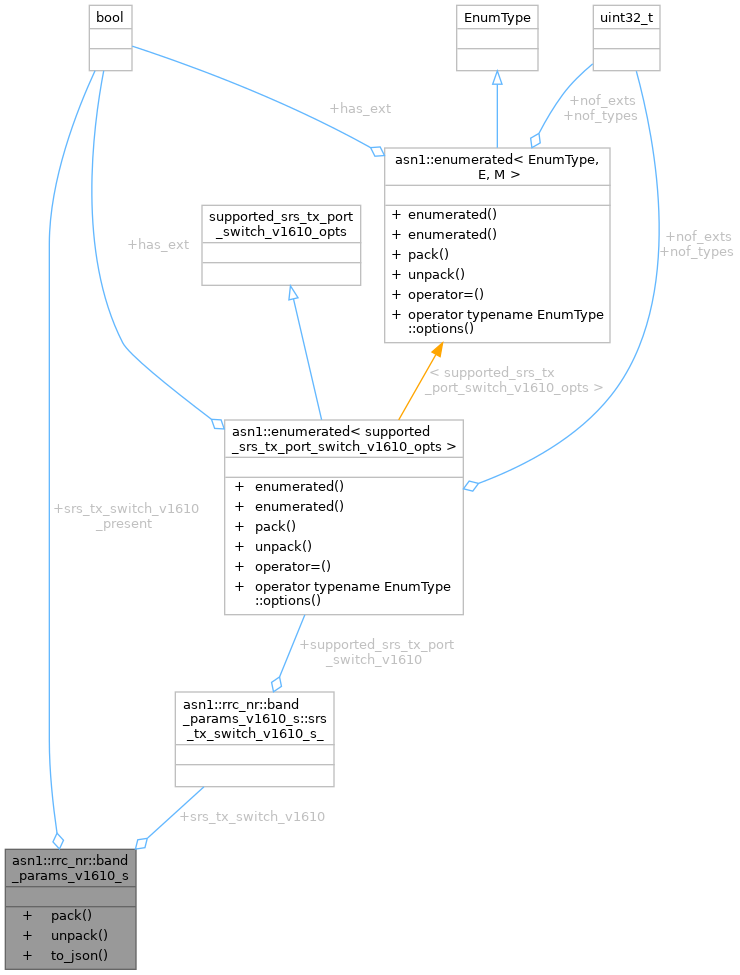 bool
EnumType
uint32_t
+has_ext
+nof_exts
+nof_types
asn1::enumerated< EnumType,
E, M >
+ enumerated()
+ enumerated()
+ pack()
+ unpack()
+ operator=()
+ operator typename EnumType
::options()
supported_srs_tx_port
_switch_v1610_opts
+has_ext
+nof_exts
+nof_types
< supported_srs_tx
_port_switch_v1610_opts >
asn1::enumerated< supported
_srs_tx_port_switch_v1610_opts >
+ enumerated()
+ enumerated()
+ pack()
+ unpack()
+ operator=()
+ operator typename EnumType
::options()
+srs_tx_switch_v1610
_present
+supported_srs_tx_port
_switch_v1610
asn1::rrc_nr::band
_params_v1610_s::srs
_tx_switch_v1610_s_
+srs_tx_switch_v1610
asn1::rrc_nr::band
_params_v1610_s
+ pack()
+ unpack()
+ to_json()